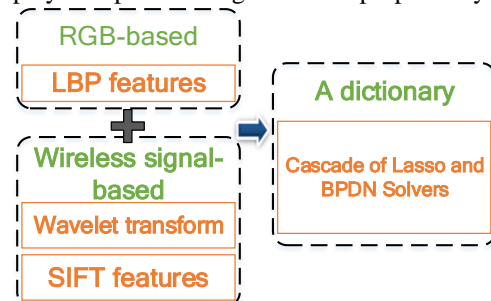 RGB-based
LBP features
Wireless signal-
based
Wavelet transform
SIFT features
A dictionary
Cascade of Lasso and
BPDN Solvers